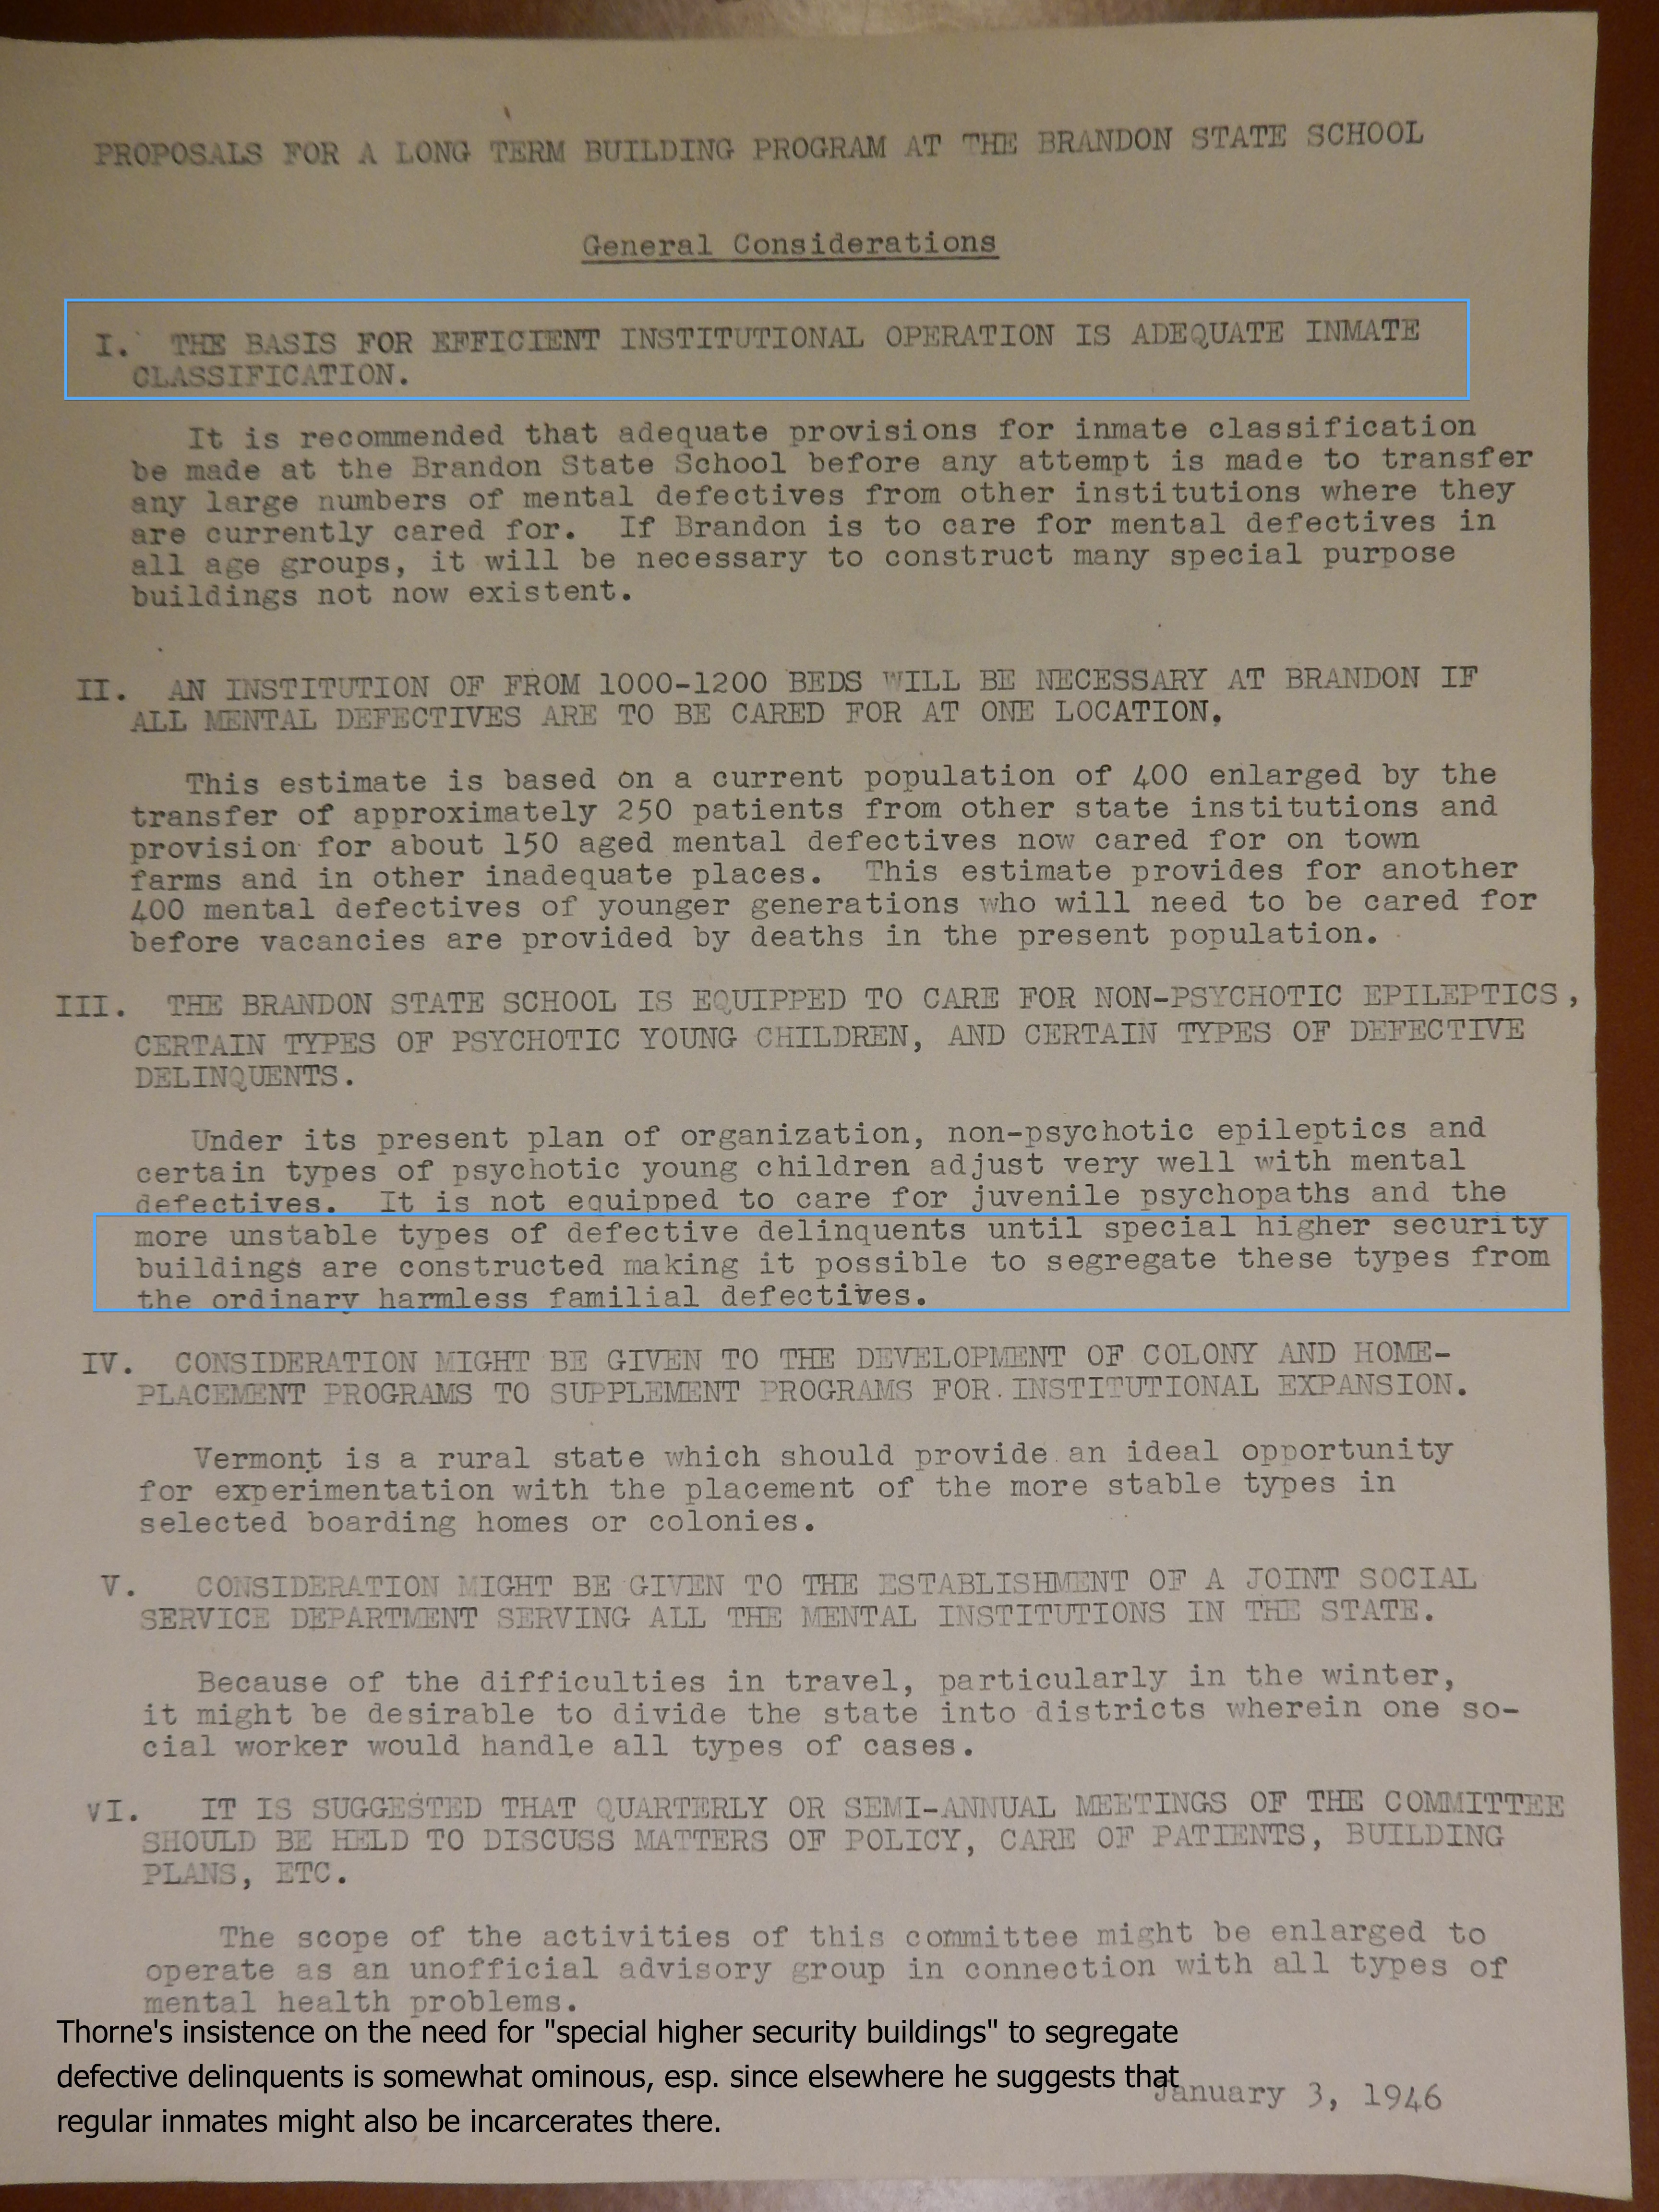 PROPOSALS FOR A LONG TERM BUILDING PROGRAM AT THE BRANDON STATE SCHOOL
General Considerations
I. THE BASIS FOR EFFICIENT INSTITUTIONAL OPERATION IS ADEQUATE INMATE
CLASSIFICATION.
It is recommended that adequate provisions for inmate classification
be made at the Brandon State School before any attempt is made to transfer
any large numbers of mental defectives from other institutions where they
are currently cared for. If Brandon is to care for mental defectives in
all age groups, it will be necessary to construct many special purpose
buildings not now existent.
II. AN INSTITUTION OF FROM 1000-1200 BEDS WILL BE NECESSARY AT BRANDON IF
ALL MENTAL DEFECTIVES ARE TO BE CARED FOR AT ONE LOCATION.
This estimate is based on a current population of 400 enlarged by the
transfer of approximately 250 patients from other state institutions and
provision for about 150 aged mental defectives now cared for on town
farms and in other inadequate places. This estimate provides for another
400 mental defectives of younger generations who will need to be cared for
before vacancies are provided by deaths in the present population.
III. THE BRANDON STATE SCHOOL IS EQUIPPED TO CARE FOR NON-PSYCHOTIC EPILEPTICS,
CERTAIN TYPES OF PSYCHOTIC YOUNG CHILDREN, AND CERTAIN TYPES OF DEFECTIVE
DELINQUENTS.
Under its present plan of organization, non-psychotic epileptics and
certain types of psychotic young children adjust very well with mental
defectives. It is not equipped to care for juvenile psychopaths and the
more unstable types of defective delinquents until special higher security
buildings are constructed making it possible to segregate these types from
the ordinary harmless familial defectives.
IV. CONSIDERATION MIGHT BE GIVEN TO THE DEVELOPMENT OF COLONY AND HOME-
PLACEMENT PROGRAMS TO SUPPLEMENT PROGRAMS FOR INSTITUTIONAL EXPANSION.
Vermont is a rural state which should provide an ideal opportunity
for experimentation with the placement of the more stable types in
selected boarding homes or colonies.
V. CONSIDERATION MIGHT BE GIVEN TO THE ESTABLISHMENT OF A JOINT SOCIAL
SERVICE DEPARTMENT SERVING ALL THE MENTAL INSTITUTIONS IN THE STATE.
Because of the difficulties in travel, particularly in the winter,
it might be desirable to divide the state into districts wherein one so-
cial worker would handle all types of cases.
vI. IT IS SUGGESTED THAT QUARTERLY OR SEMI-ANNUAL MEETINGS OF THE COMMITTEE
SHOULD BE HELD TO DISCUSS MATTERS OF POLICY, CARE OF PATIENTS, BUILDING
PLANS, ETC.
The scope of the activities of this committee might be enlarged to
operate as an unofficial advisory group in connection with all types of
mental health problems.
Thorne's insistence on the need for "special higher security buildings" to segregate
defective delinquents is somewhat ominous, esp. since elsewhere he suggests that
regular inmates might also be incarcerates there.
January 3, 1946